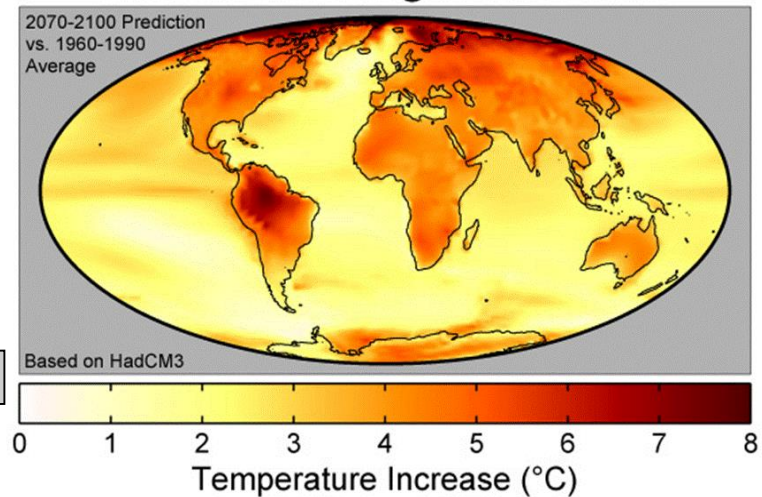 2070-2100 Prediction
vs. 1960-1990
Average
Based on HadCM3
0 1 2 3 4 5 6 7 8
Temperature Increase (°C)